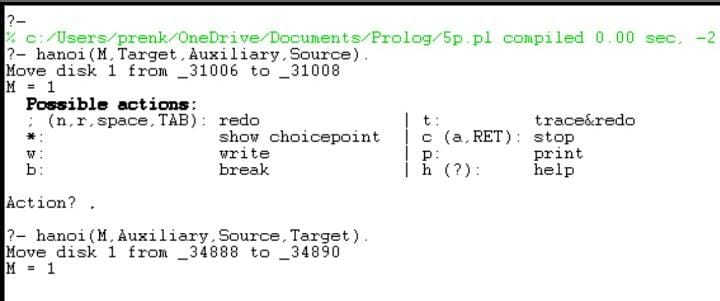 ?-
% c:/Users/prenk/OneDrive/Documents/Prolog/5p.pl compiled 0.00 sec, -2
?- hanoi(M,Target,Auxiliary,Source).
Move disk 1 from _31006 to _31008
M = 1
Possible actions:
; (n,r,space,TAB): redo | t: trace&redo
*: show choicepoint | c (a,RET): stop
w: write | p: print
b: break | h (?): help
Action? ,
?- hanoi(M,Auxiliary,Source,Target).
Move disk 1 from _34888 to _34890
M = 1